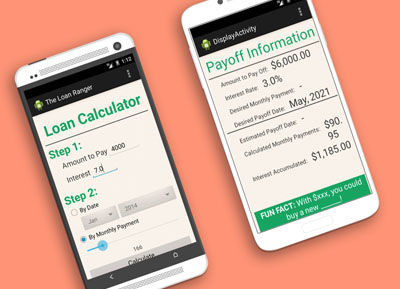 1:12
The Loan Ranger
Loan Calculator
Step 1:
Amount to Pay 4000
Interest 7.0
Step 2:
By Date
Jan 2014
By Monthly Payment
166
Calculate
DisplayActivity
Payoff Information
Amount to Pay Off: $6,000.00
Interest Rate: 3.0%
Desired Monthly Payment: -
Desired Payoff Date: May, 2021
Estimated Payoff Date: -
Calculated Monthly Payments: $90.
95
Interest Accumulated: $1,185.00
FUN FACT: With $xxx, you could
buy a new _____!